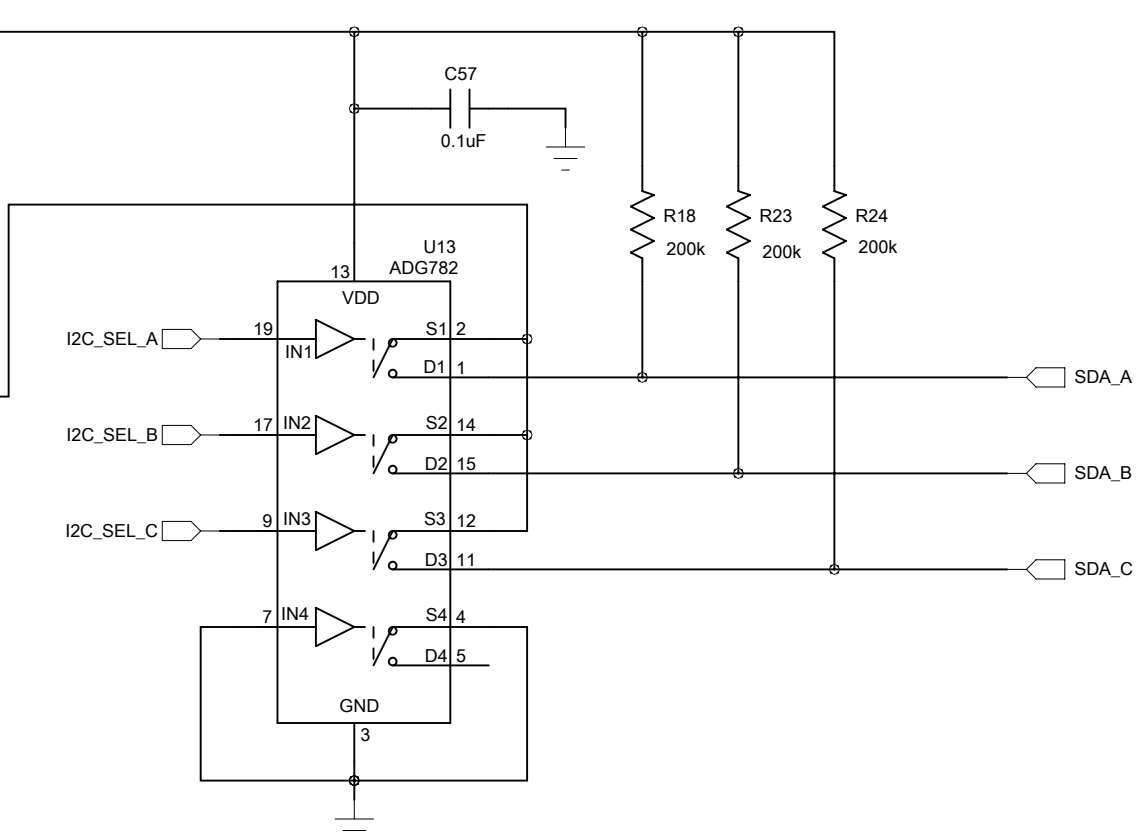 C57
0.1uF
R18
200k
R23
200k
R24
200k
U13
ADG782
13
VDD
I2C_SEL_A
19
IN1
S1
2
D1
1
SDA_A
I2C_SEL_B
17
IN2
S2
14
D2
15
SDA_B
I2C_SEL_C
9
IN3
S3
12
D3
11
SDA_C
7
IN4
S4
4
D4
5
GND
3